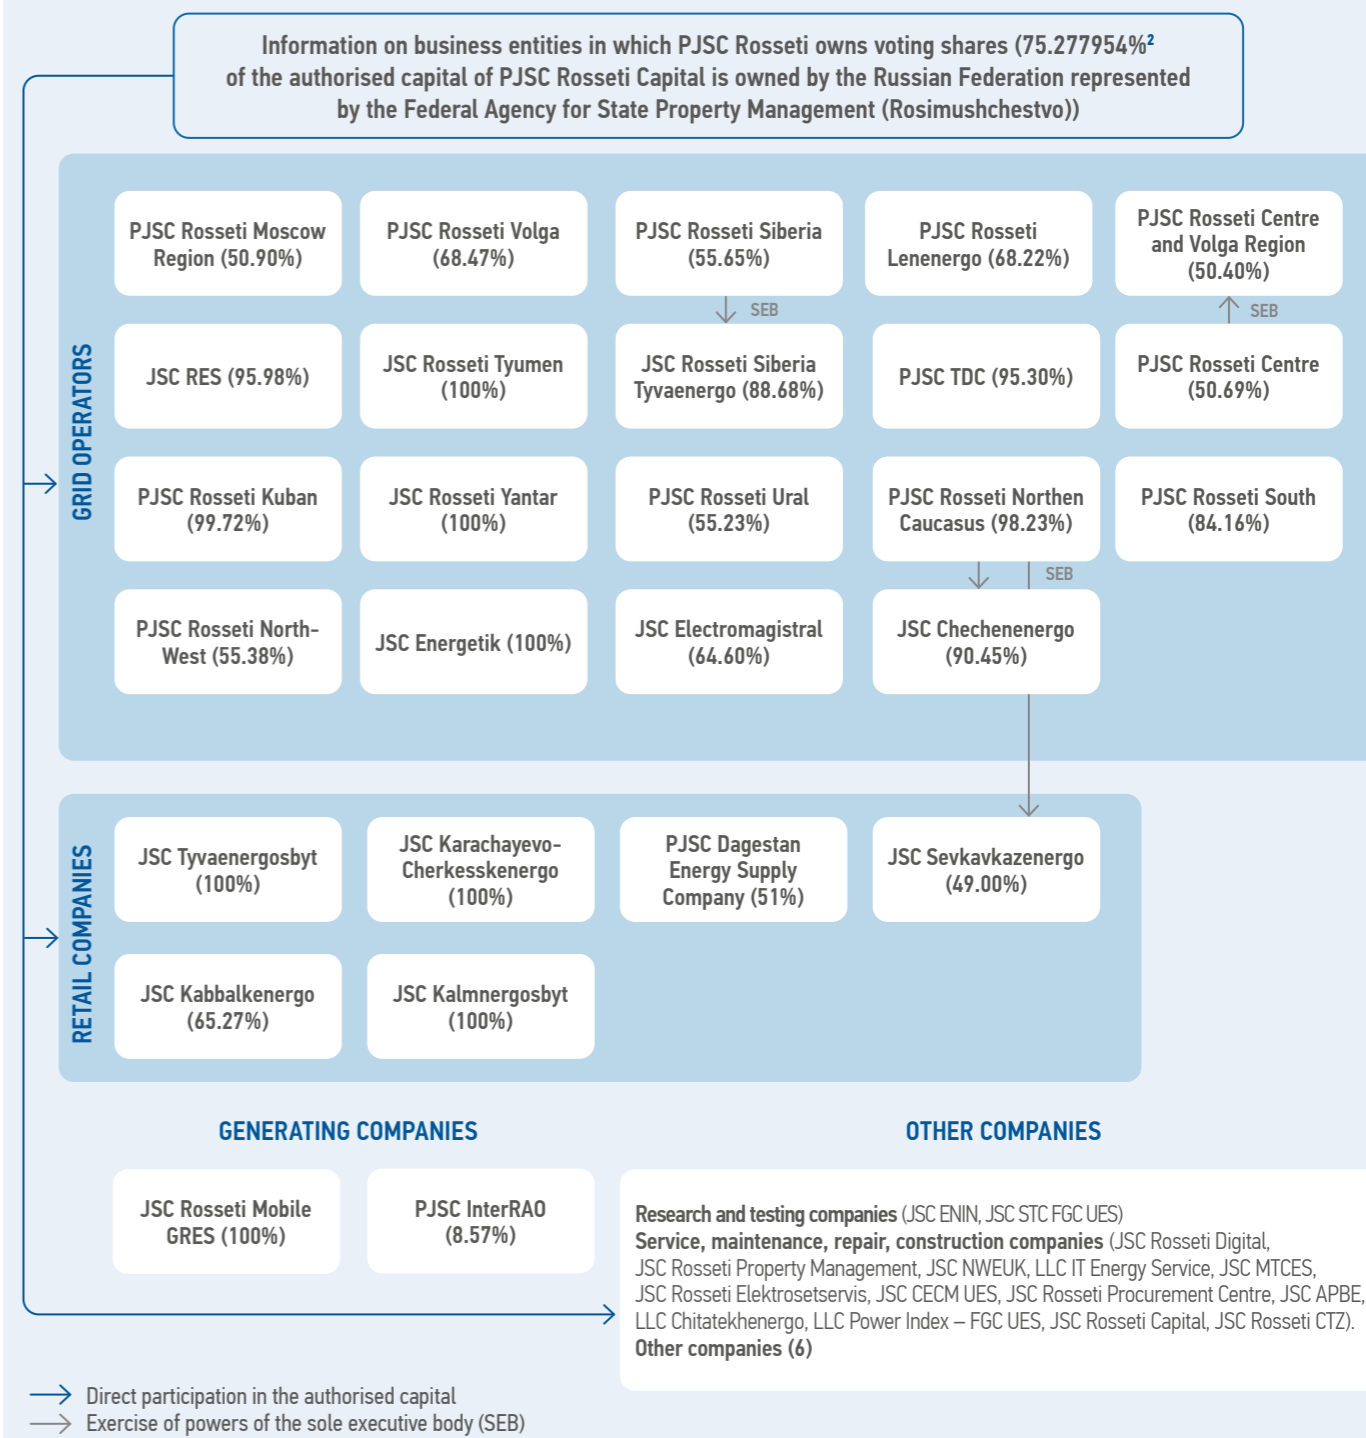 Information on business entities in which PJSC Rosseti owns voting shares (75.277954%²
of the authorised capital of PJSC Rosseti Capital is owned by the Russian Federation represented
by the Federal Agency for State Property Management (Rosimushchestvo))
GRID OPERATORS
PJSC Rosseti Moscow
Region (50.90%)
PJSC Rosseti Volga
(68.47%)
PJSC Rosseti Siberia
(55.65%)
PJSC Rosseti
Lenenergo (68.22%)
PJSC Rosseti Centre
and Volga Region
(50.40%)
SEB
SEB
JSC RES (95.98%)
JSC Rosseti Tyumen
(100%)
JSC Rosseti Siberia
Tyvaenergo (88.68%)
PJSC TDC (95.30%)
PJSC Rosseti Centre
(50.69%)
PJSC Rosseti Kuban
(99.72%)
JSC Rosseti Yantar
(100%)
PJSC Rosseti Ural
(55.23%)
PJSC Rosseti Northen
Caucasus (98.23%)
PJSC Rosseti South
(84.16%)
SEB
PJSC Rosseti North-
West (55.38%)
JSC Energetik (100%)
JSC Electromagistral
(64.60%)
JSC Chechenenergo
(90.45%)
RETAIL COMPANIES
JSC Tyvaenergosbyt
(100%)
JSC Karachayevo-
Cherkesskenergo
(100%)
PJSC Dagestan
Energy Supply
Company (51%)
JSC Sevkavkazenergo
(49.00%)
JSC Kabbalkenergo
(65.27%)
JSC Kalmnergosbyt
(100%)
GENERATING COMPANIES
JSC Rosseti Mobile
GRES (100%)
PJSC InterRAO
(8.57%)
OTHER COMPANIES
Research and testing companies (JSC ENIN, JSC STC FGC UES)
Service, maintenance, repair, construction companies (JSC Rosseti Digital,
JSC Rosseti Property Management, JSC NWEUK, LLC IT Energy Service, JSC MTCES,
JSC Rosseti Elektrosetservis, JSC CECM UES, JSC Rosseti Procurement Centre, JSC APBE,
LLC Chitatekhenergo, LLC Power Index – FGC UES, JSC Rosseti Capital, JSC Rosseti CTZ).
Other companies (6)
Direct participation in the authorised capital
Exercise of powers of the sole executive body (SEB)